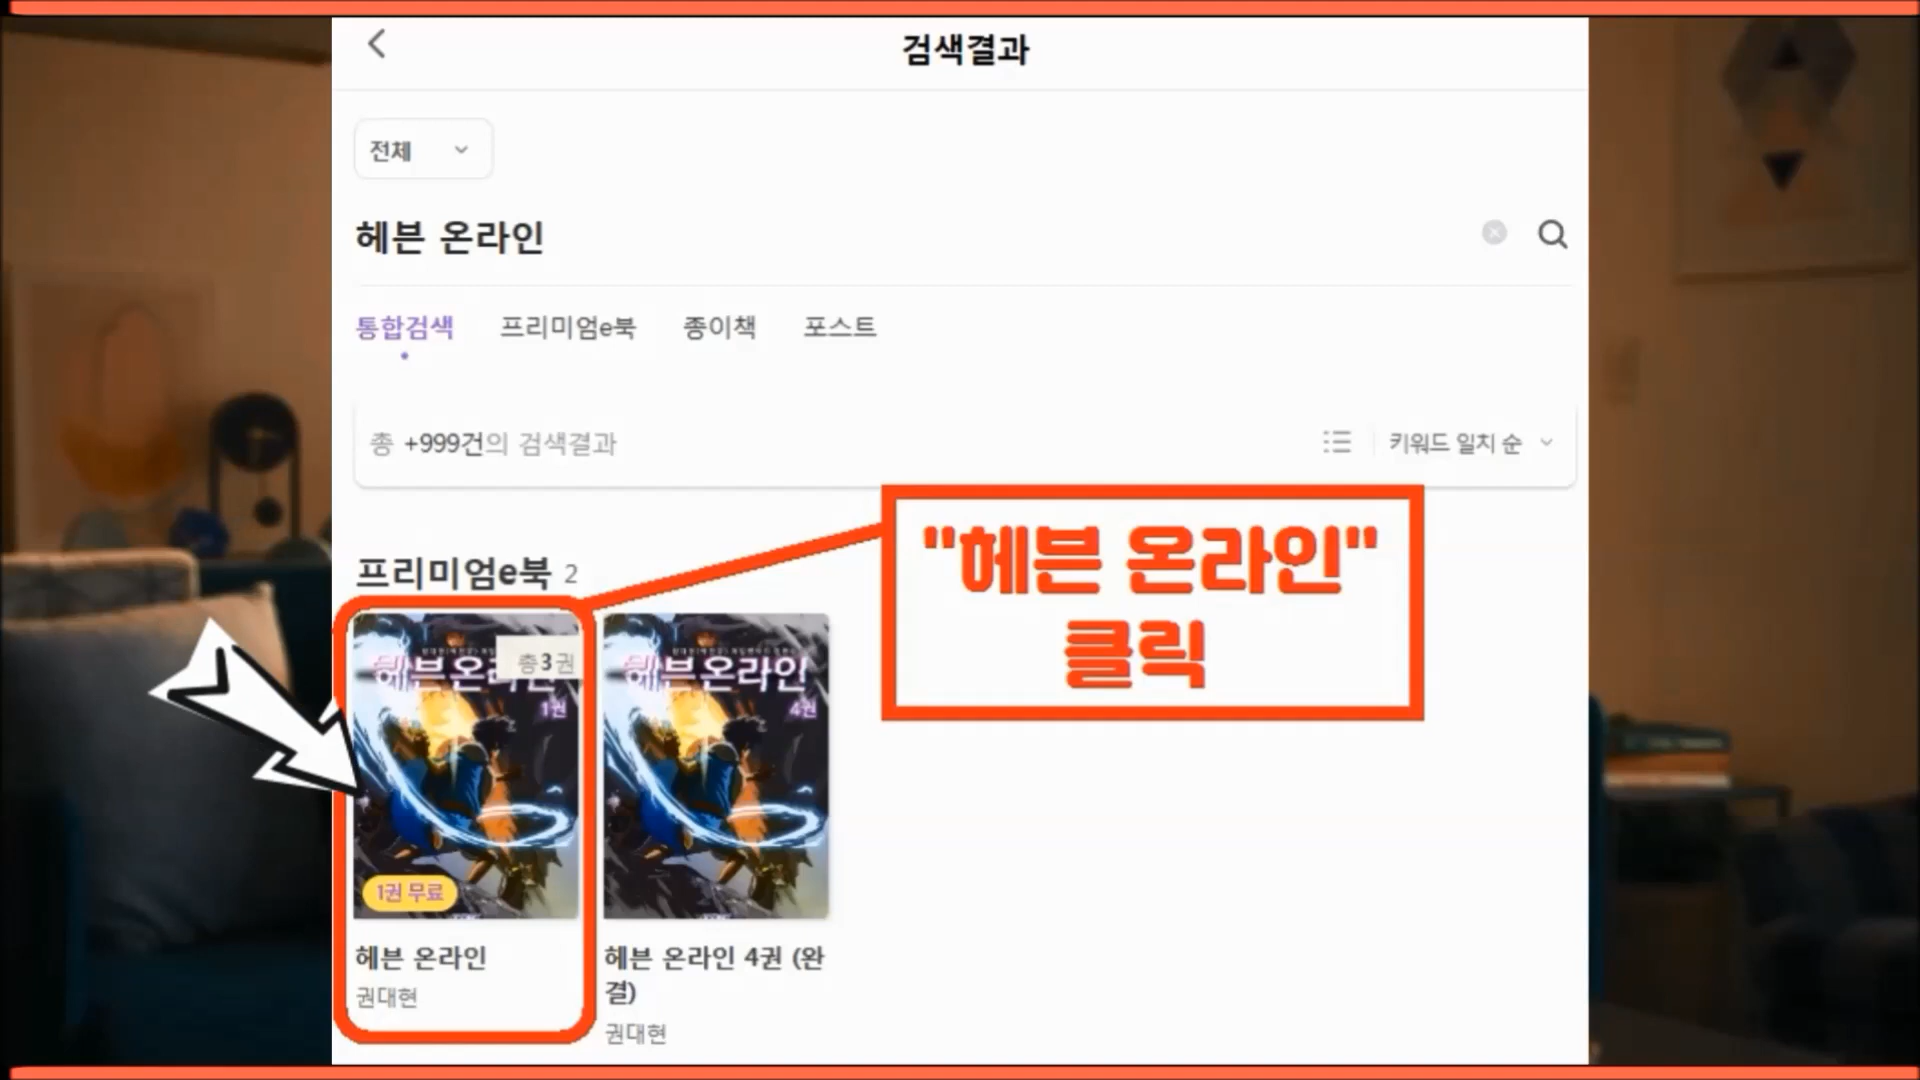 검색결과
전체
헤븐 온라인
통합검색 프리미엄e북 종이책 포스트
총 +999건의 검색결과
키워드 일치 순
"헤븐 온라인"
클릭
프리미엄e북 2
총3권
헤븐온라인
1권
1권 무료
헤븐온라인
4권
헤븐 온라인
권대현
헤븐 온라인 4권 (완
결)
권대현